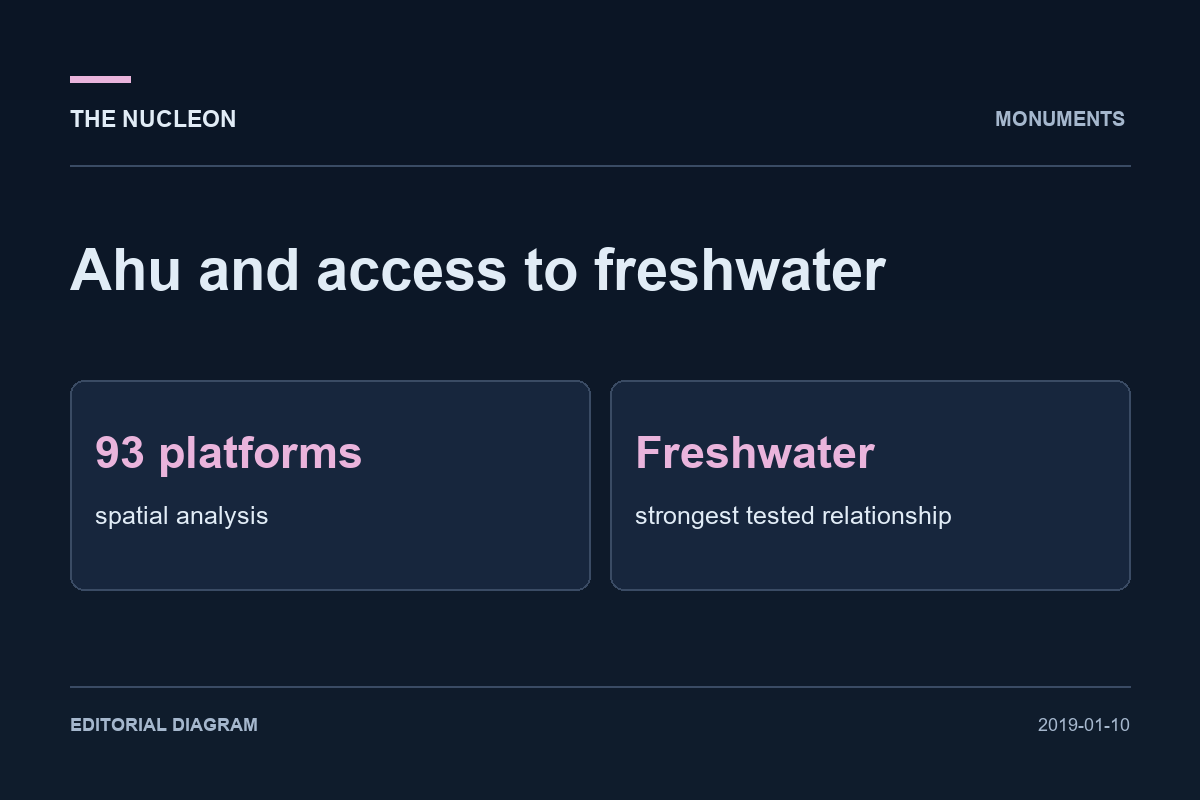 THE NUCLEON
MONUMENTS
Ahu and access to freshwater
93 platforms
spatial analysis
Freshwater
strongest tested relationship
EDITORIAL DIAGRAM
2019-01-10